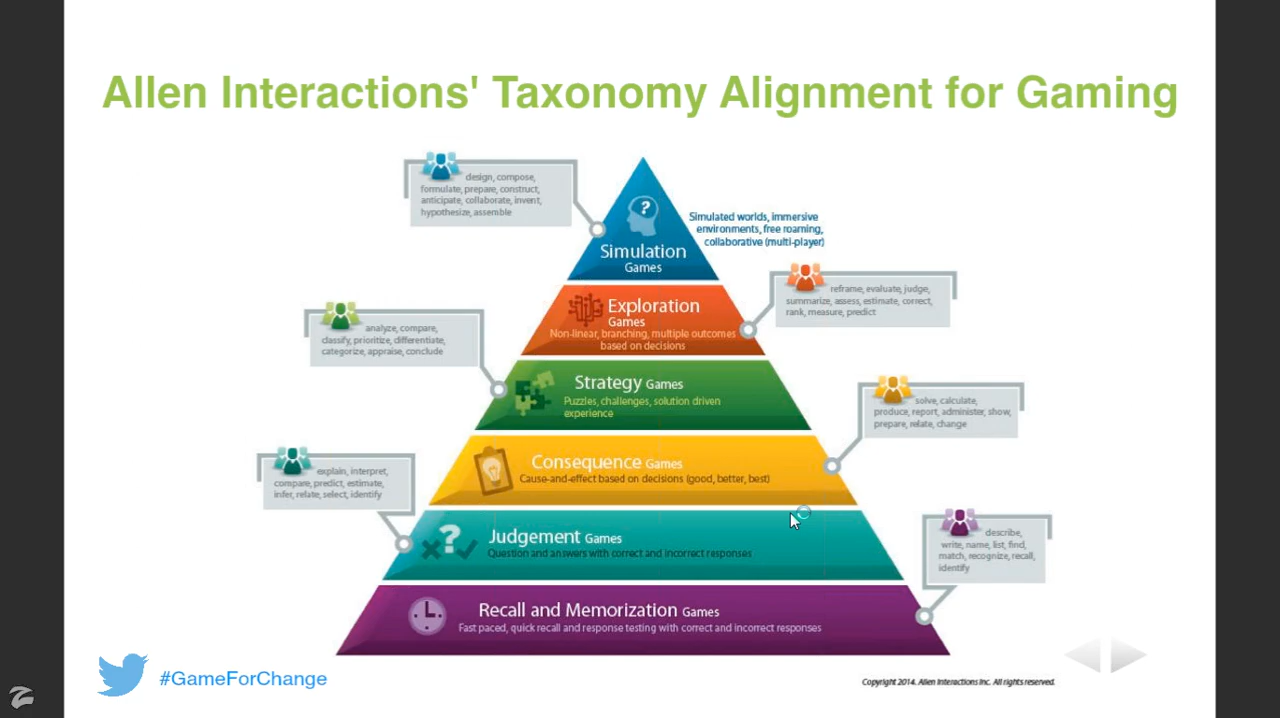 Allen Interactions' Taxonomy Alignment for Gaming
design, compose,
formulate, prepare, construct,
anticipate, collaborate, invent,
hypothesize, assemble
?
Simulation
Games
Simulated worlds, immersive
environments, free roaming,
collaborative (multi-player)
Exploration
Games
Non-linear, branching, multiple outcomes
based on decisions
reframe, evaluate, judge,
summarize, assess, estimate, correct,
rank, measure, predict
analyze, compare,
classify, prioritize, differentiate,
categorize, appraise, conclude
Strategy Games
Puzzles, challenges, solution driven
experience
solve, calculate,
produce, report, administer, show,
prepare, relate, change
Consequence Games
Cause-and-effect based on decisions (good, better, best)
explain, interpret,
compare, predict, estimate,
infer, relate, select, identify
?
Judgement Games
Question and answers with correct and incorrect responses
describe,
write, name, list, find,
match, recognize, recall,
identify
Recall and Memorization Games
Fast paced, quick recall and response testing with correct and incorrect responses
#GameForChange
Copyright 2014. Allen Interactions Inc. All rights reserved.